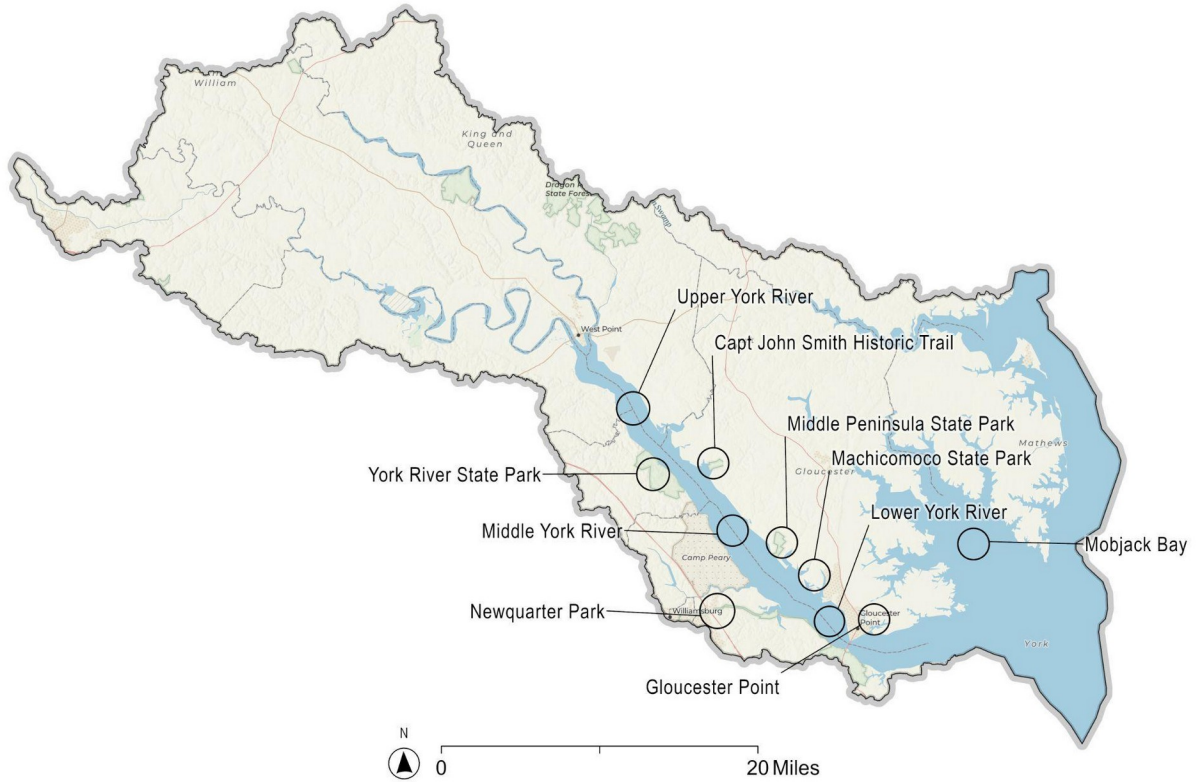 William
King and
Queen
Dragon R
State Fores
Swamp
Upper York River
West Point
Capt John Smith Historic Trail
Middle Peninsula State Park
Mathews
Machicomoco State Park
Gloucester
York River State Park
Lower York River
Middle York River
Mobjack Bay
Camp Peary
Newquarter Park
Williamsburg
Gloucester
Point
York
Gloucester Point
N
0
20 Miles